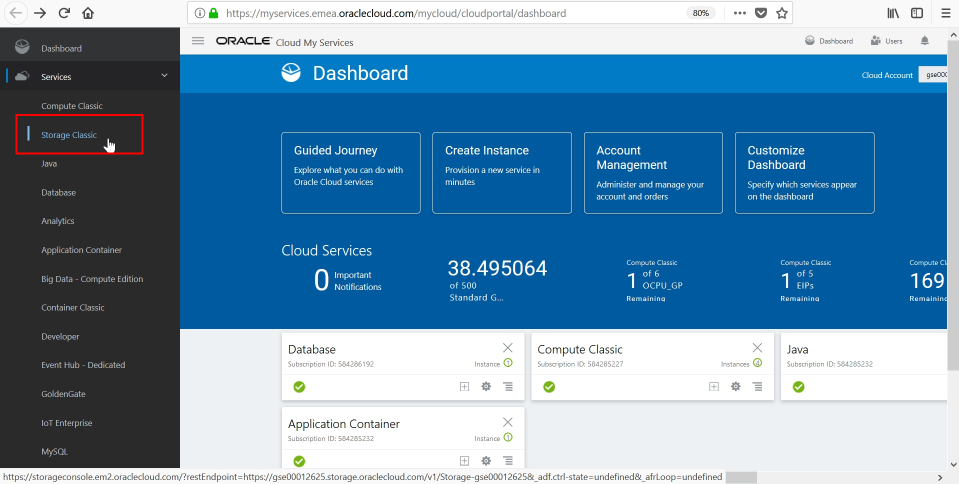 https://myservices.emea.oraclecloud.com/mycloud/cloudportal/dashboard
80%
ORACLE Cloud My Services
Dashboard
Users
Dashboard
Services
Compute Classic
Storage Classic
Java
Database
Analytics
Application Container
Big Data - Compute Edition
Container Classic
Developer
Event Hub - Dedicated
GoldenGate
IoT Enterprise
MySQL
Dashboard
Cloud Account
gse000
Guided Journey
Explore what you can do with
Oracle Cloud services
Create Instance
Provision a new service in
minutes
Account
Management
Administer and manage your
account and orders
Customize
Dashboard
Specify which services appear
on the dashboard
Cloud Services
0 Important
Notifications
38.495064
of 500
Standard G...
Compute Classic
1 of 6
OCPU_GP
Remaining
Compute Classic
1 of 5
EIPs
Remaining
Compute Cl
169
Remaining
Database
Subscription ID: 584286192
Instance 1
Compute Classic
Subscription ID: 584285227
Instances 4
Java
Subscription ID: 584285232
Application Container
Subscription ID: 584285232
Instance 1
https://storageconsole.em2.oraclecloud.com/?restEndpoint=https://gse00012625.storage.oraclecloud.com/v1/Storage-gse00012625&_adf.ctrl-state=undefined&_afrLoop=undefined